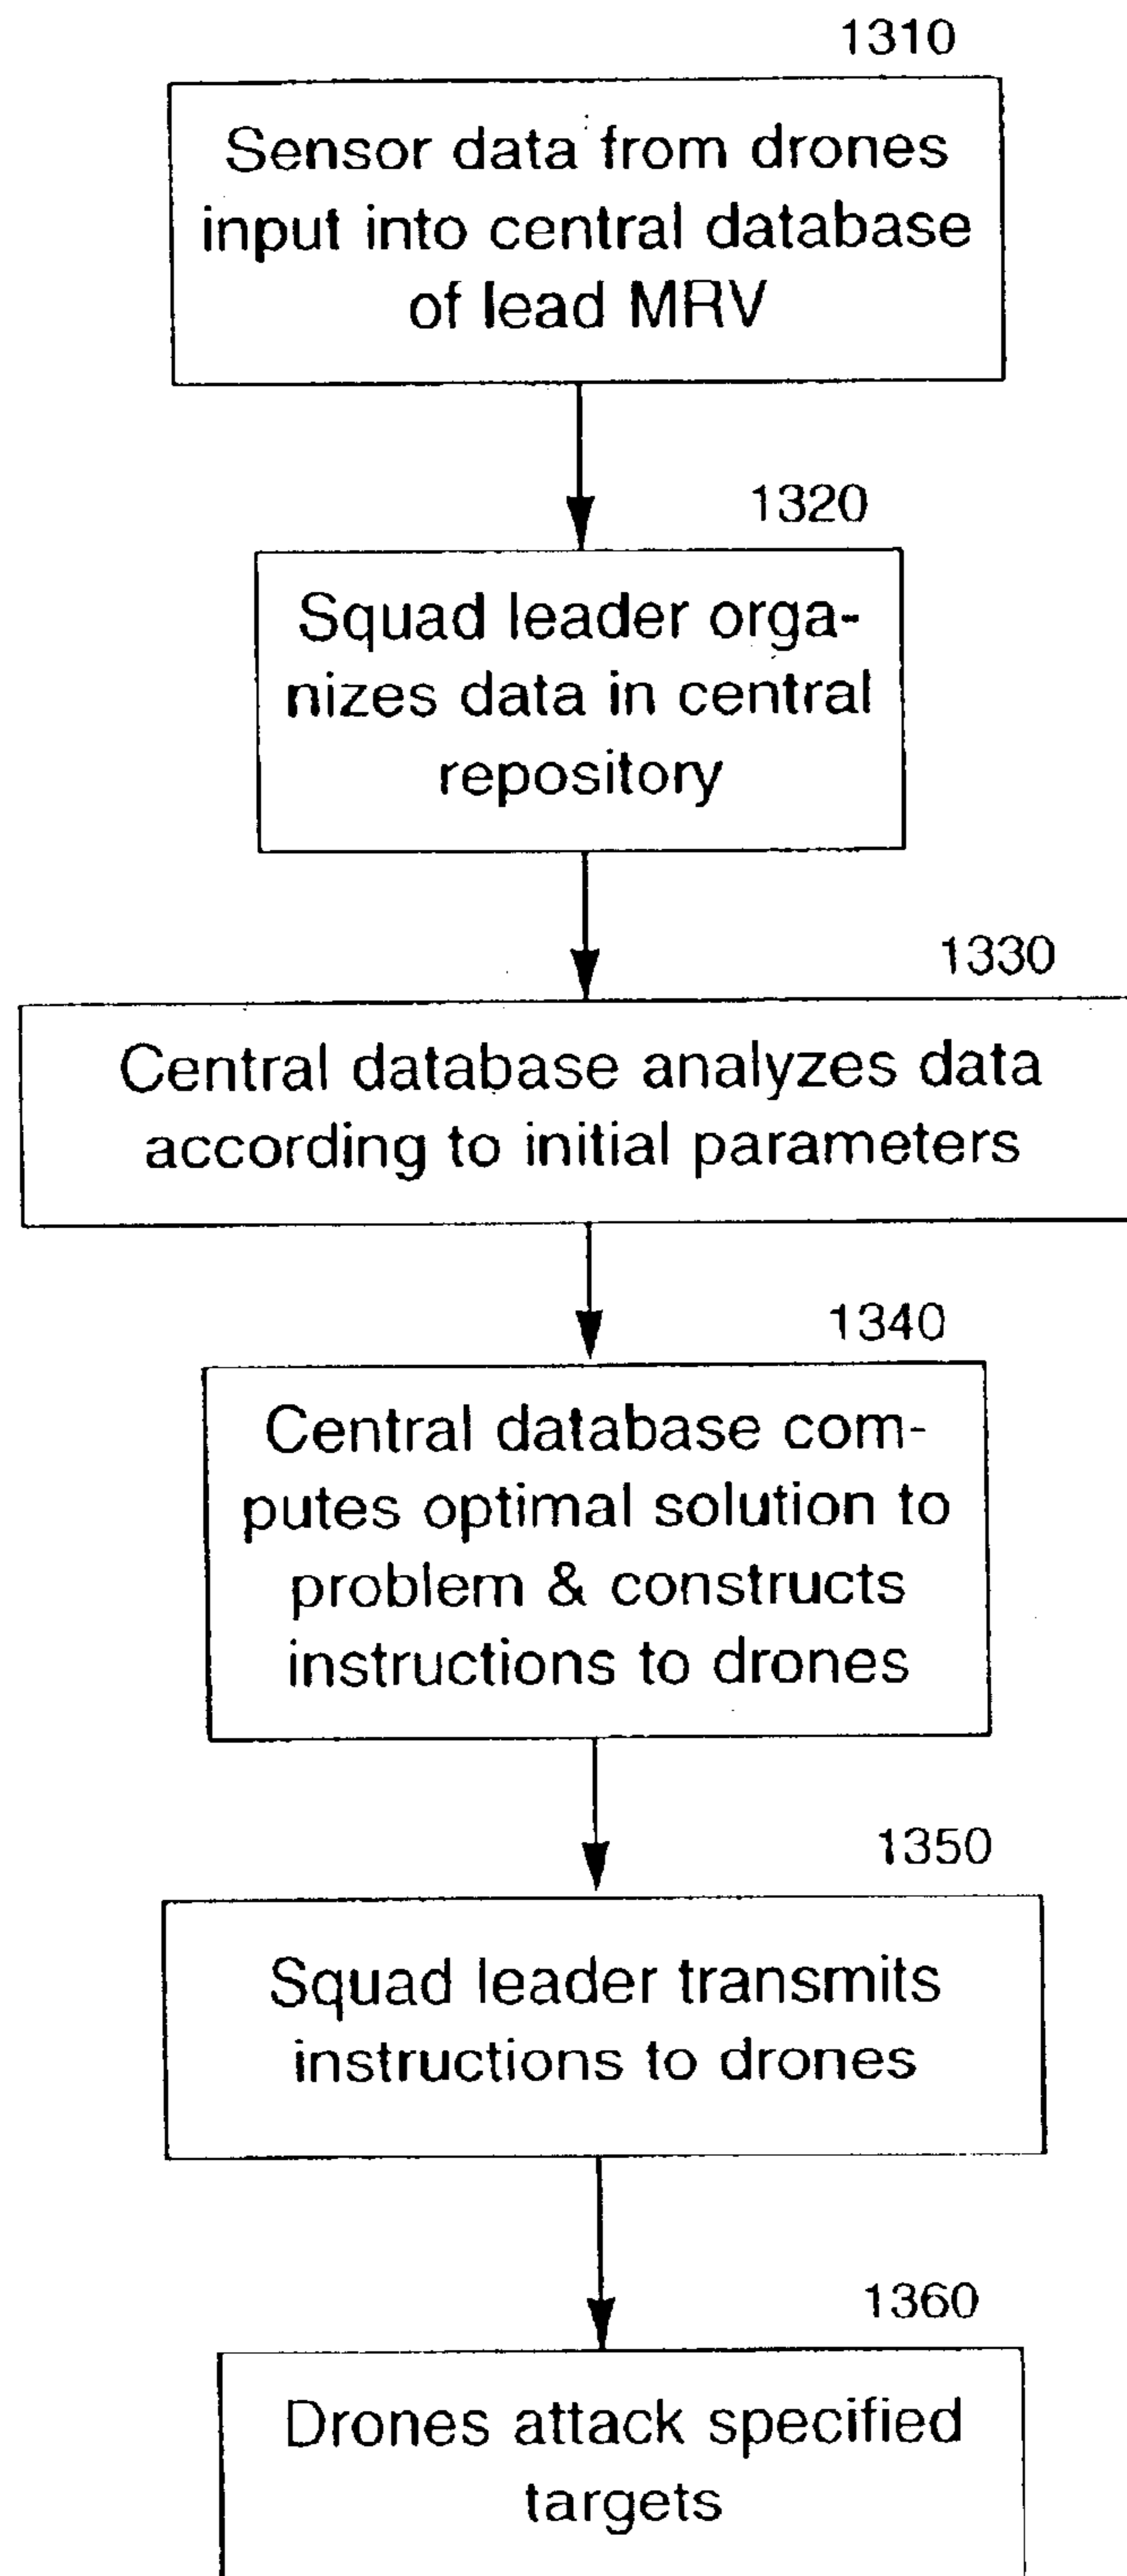 1310
Sensor data from drones
input into central database
of lead MRV
1320
Squad leader orga-
nizes data in central
repository
1330
Central database analyzes data
according to initial parameters
1340
Central database com-
putes optimal solution to
problem & constructs
instructions to drones
1350
Squad leader transmits
instructions to drones
1360
Drones attack specified
targets